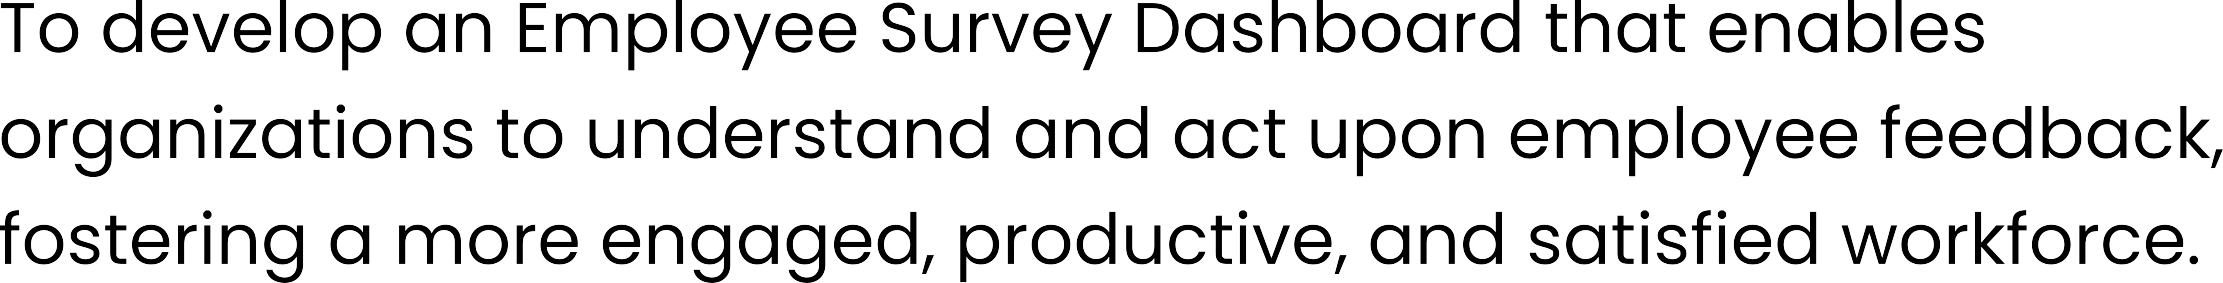 To develop an Employee Survey Dashboard that enables
organizations to understand and act upon employee feedback,
fostering a more engaged, productive, and satisfied workforce.